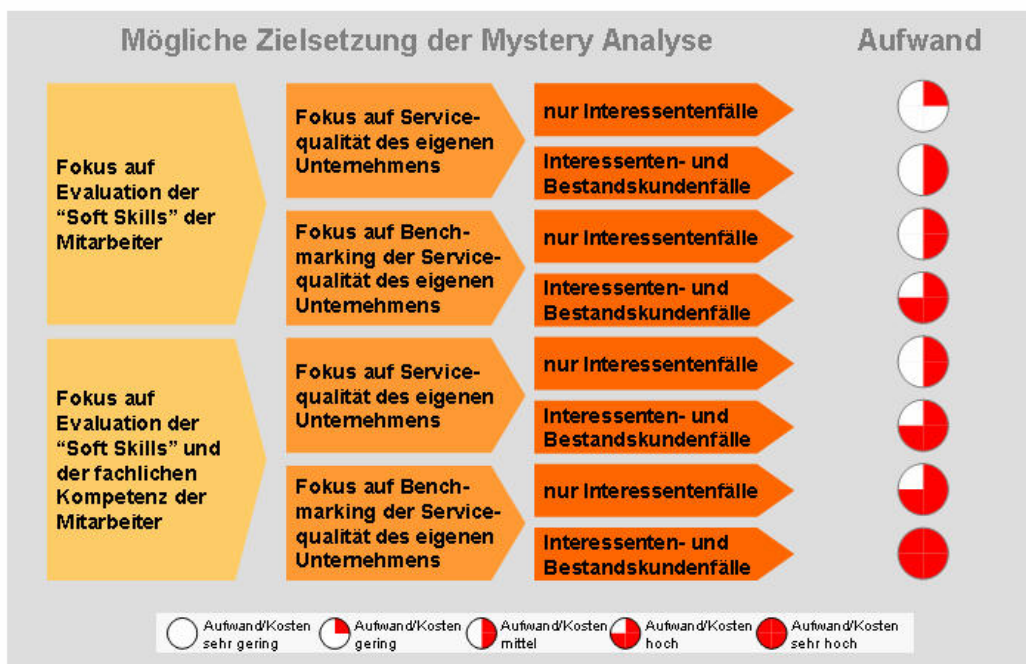 Mögliche Zielsetzung der Mystery Analyse
Aufwand
Fokus auf
Evaluation der
“Soft Skills” der
Mitarbeiter
Fokus auf Service-
qualität des eigenen
Unternehmens
nur Interessentenfälle
Interessenten- und
Bestandskundenfälle
Fokus auf Bench-
marking der Service-
qualität des eigenen
Unternehmens
nur Interessentenfälle
Interessenten- und
Bestandskundenfälle
Fokus auf
Evaluation der
“Soft Skills” und
der fachlichen
Kompetenz der
Mitarbeiter
Fokus auf Service-
qualität des eigenen
Unternehmens
nur Interessentenfälle
Interessenten- und
Bestandskundenfälle
Fokus auf Bench-
marking der Service-
qualität des eigenen
Unternehmens
nur Interessentenfälle
Interessenten- und
Bestandskundenfälle
Aufwand/Kosten
sehr gering
Aufwand/Kosten
gering
Aufwand/Kosten
mittel
Aufwand/Kosten
hoch
Aufwand/Kosten
sehr hoch